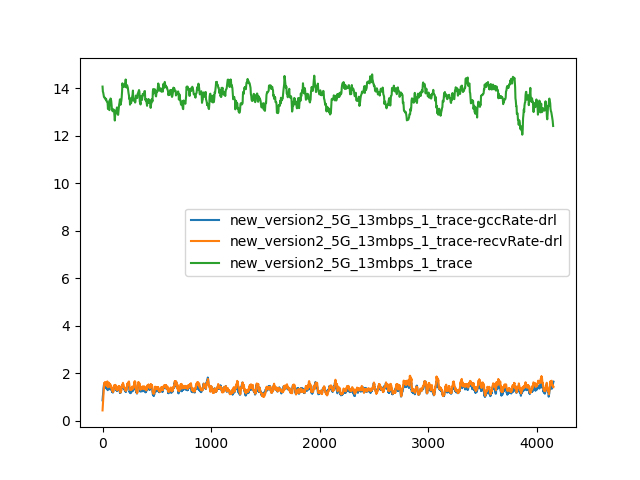 14
12
10
8
6
4
2
0
new_version2_5G_13mbps_1_trace-gccRate-drl
new_version2_5G_13mbps_1_trace-recvRate-drl
new_version2_5G_13mbps_1_trace
0 1000 2000 3000 4000